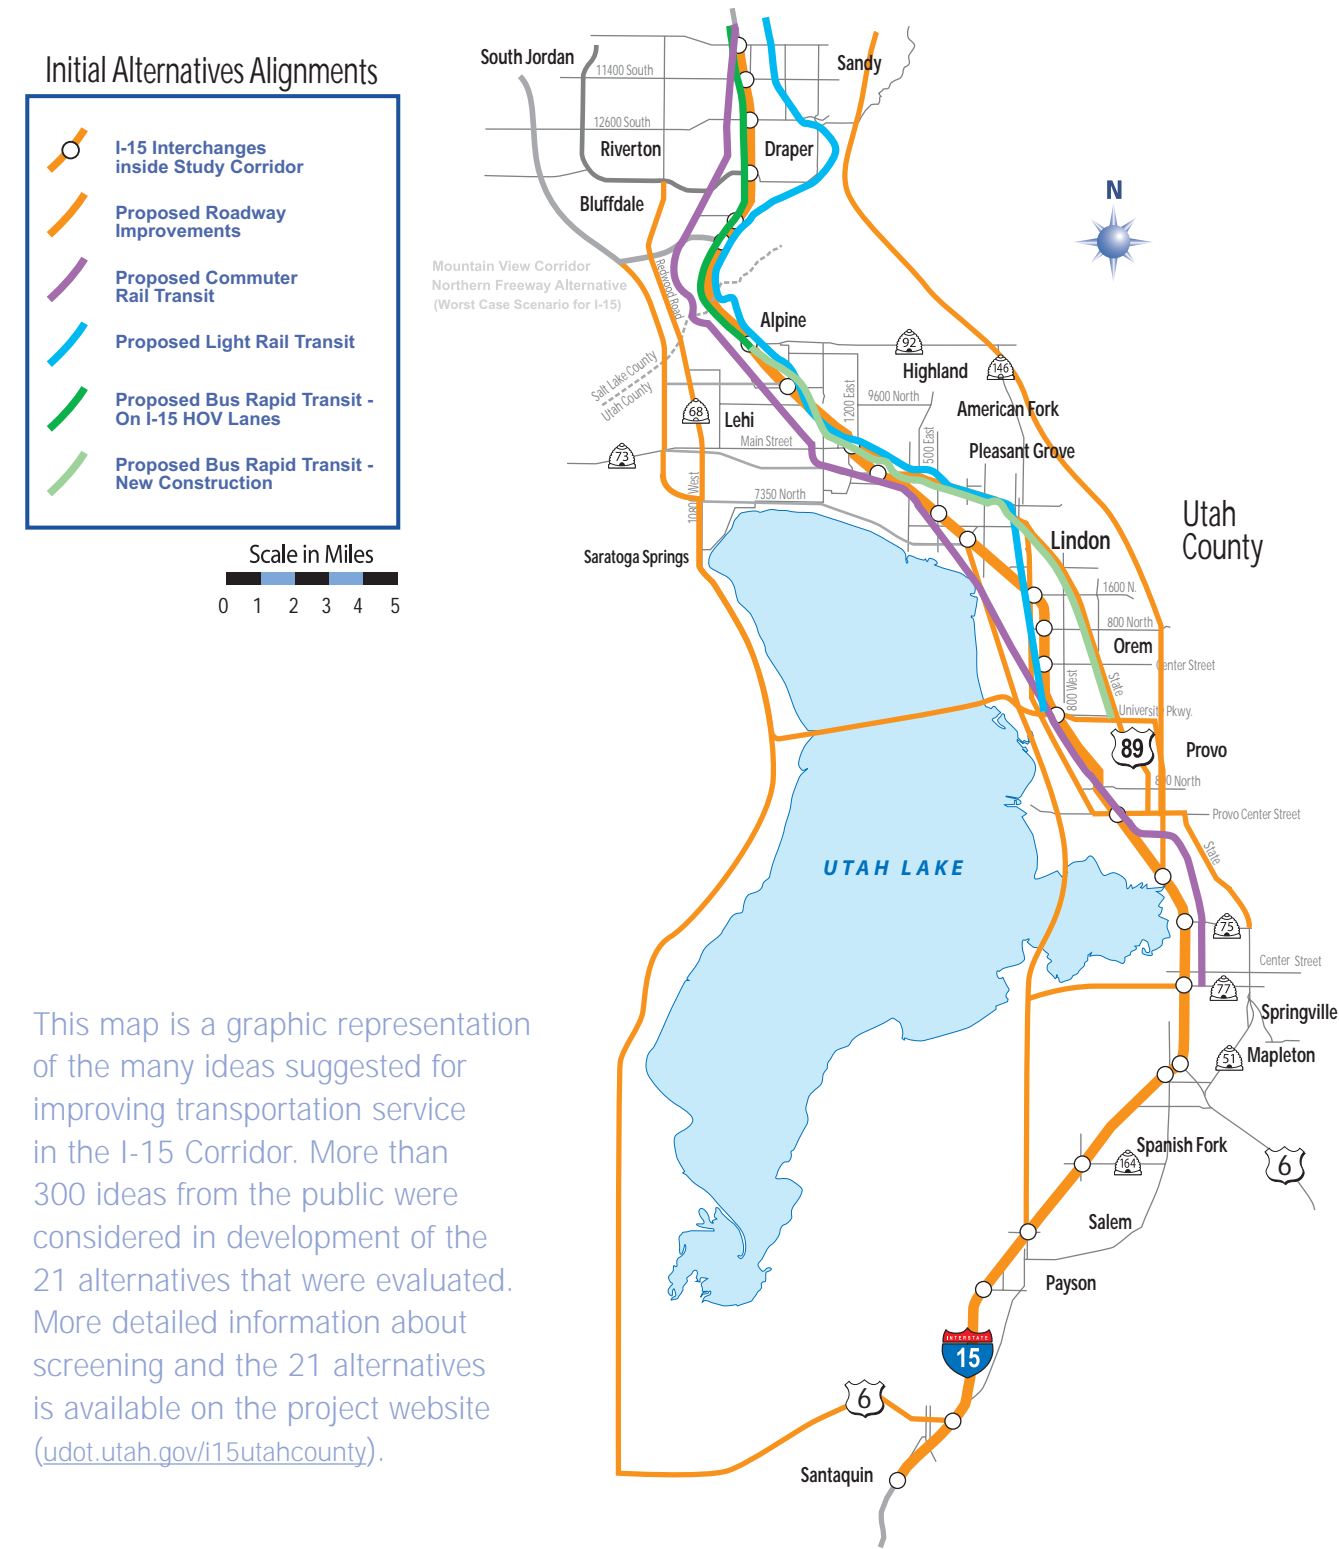 Initial Alternatives Alignments
I-15 Interchanges
inside Study Corridor
Proposed Roadway
Improvements
Proposed Commuter
Rail Transit
Proposed Light Rail Transit
Proposed Bus Rapid Transit -
On I-15 HOV Lanes
Proposed Bus Rapid Transit -
New Construction
Scale in Miles
0 1 2 3 4 5
South Jordan
Sandy
11400 South
12600 South
Riverton
Draper
Bluffdale
N
Mountain View Corridor
Northern Freeway Alternative
(Worst Case Scenario for I-15)
Redwood Road
Alpine
92
Highland
146
Salt Lake County
Utah County
68
Lehi
1200 East
9600 North
American Fork
Main Street
500 East
Pleasant Grove
73
1080 West
7350 North
Utah
County
Saratoga Springs
Lindon
1600 N.
800 North
Orem
Center Street
800 West
State
University Pkwy.
89
Provo
800 North
Provo Center Street
State
UTAH LAKE
75
Center Street
77
Springville
51
Mapleton
Spanish Fork
164
6
Salem
Payson
INTERSTATE
15
6
Santaquin
This map is a graphic representation
of the many ideas suggested for
improving transportation service
in the I-15 Corridor. More than
300 ideas from the public were
considered in development of the
21 alternatives that were evaluated.
More detailed information about
screening and the 21 alternatives
is available on the project website
(udot.utah.gov/i15utahcounty).